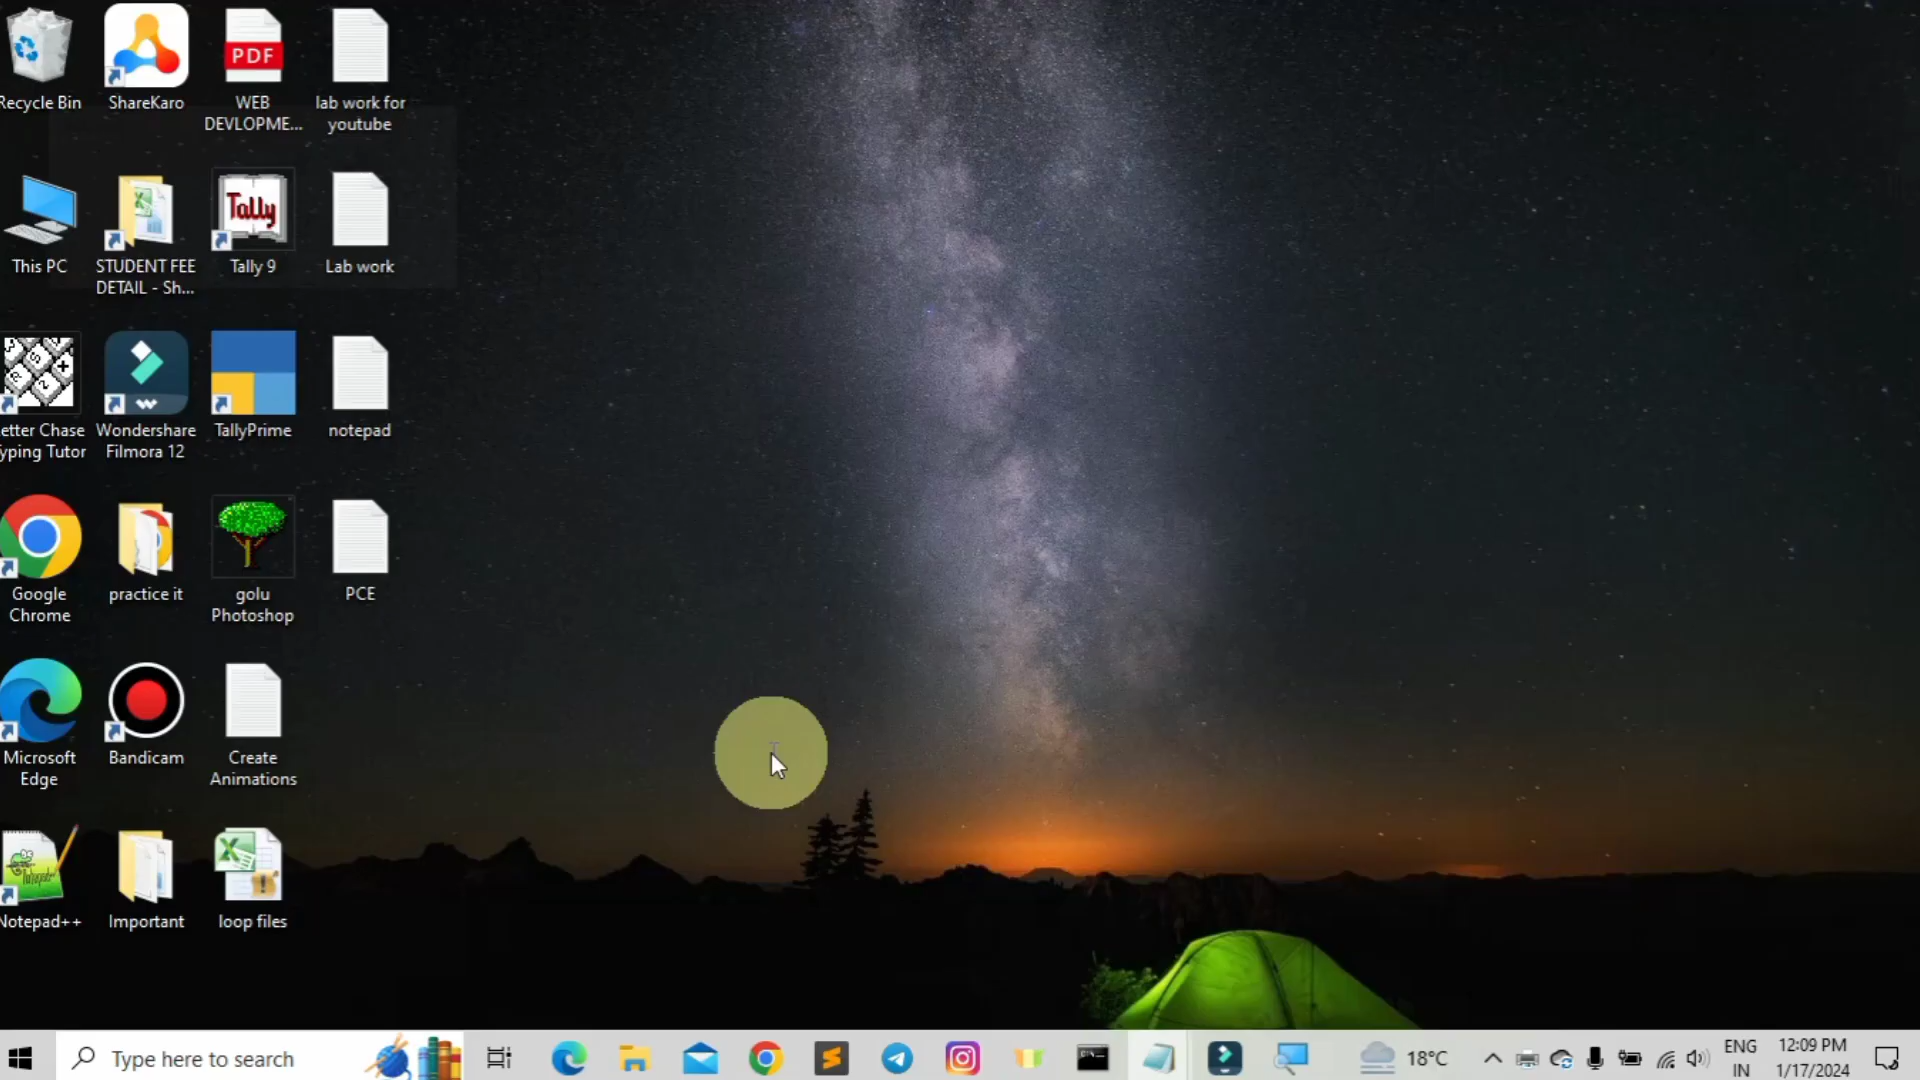 Recycle Bin
ShareKaro
PDF
WEB
DEVLOPME...
lab work for
youtube
This PC
STUDENT FEE
DETAIL - Sh...
Tally
Tally 9
Lab work
etter Chase
yping Tutor
Wondershare
Filmora 12
TallyPrime
notepad
Google
Chrome
practice it
golu
Photoshop
PCE
Microsoft
Edge
Bandicam
Create
Animations
Notepad++
Important
loop files
Type here to search
18°C
ENG
IN
12:09 PM
1/17/2024